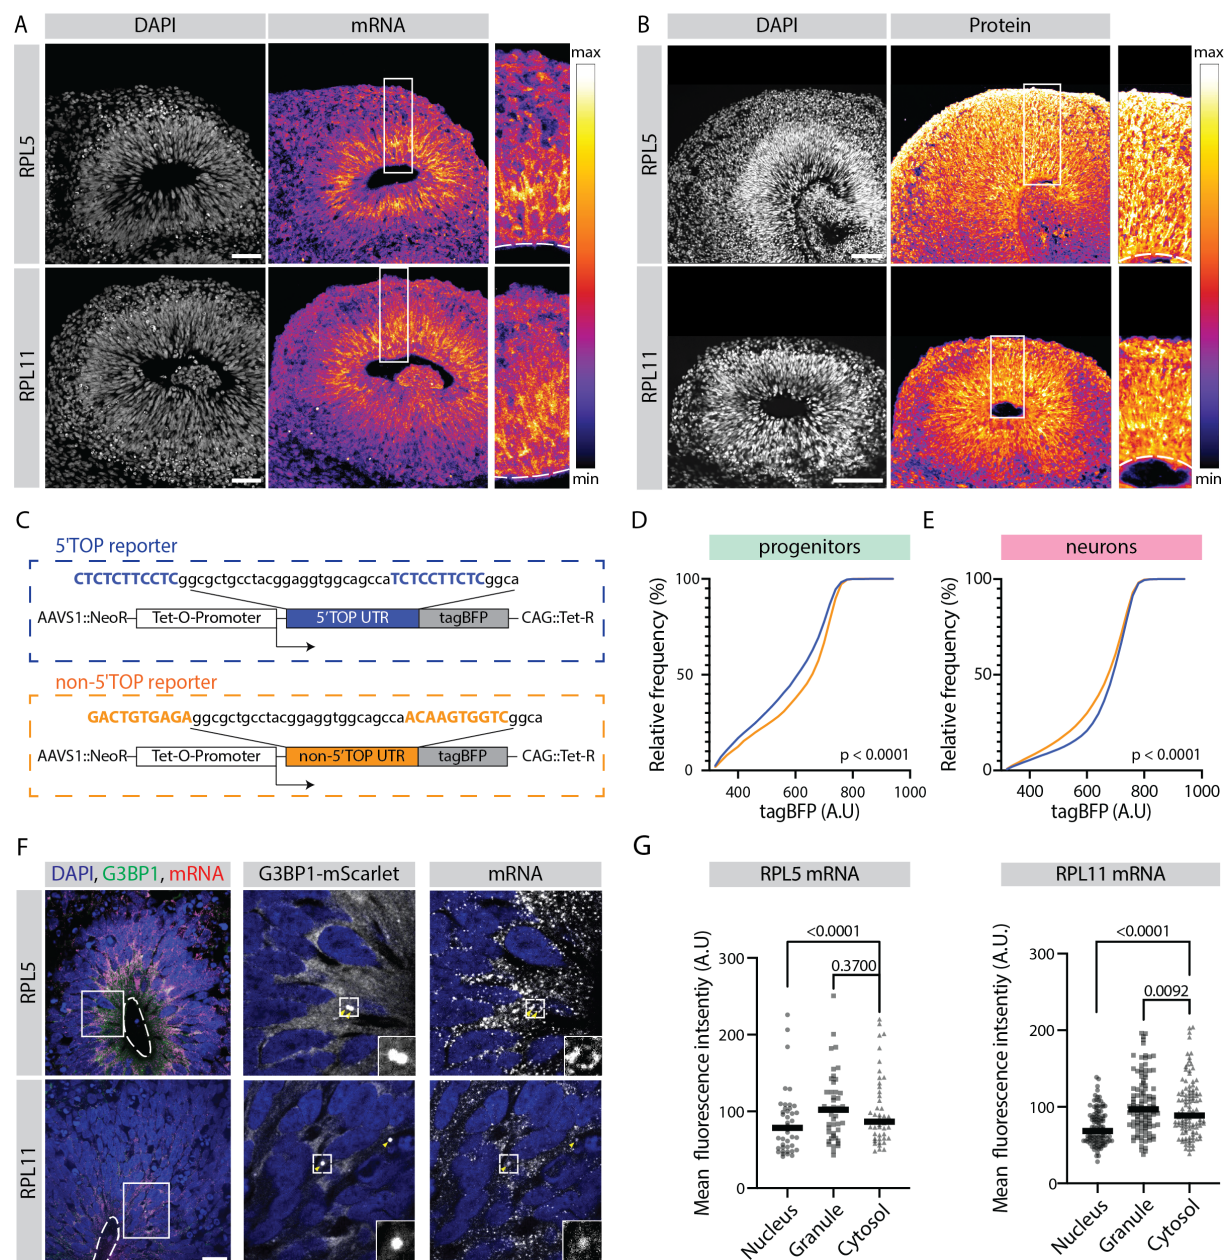 A
DAPI
mRNA
max
RPL5
RPL11
min
B
DAPI
Protein
max
RPL5
RPL11
min
C
5'TOP reporter
CTCTCTTCCTCggcgctgcctacggaggtggcagccaTCTCCTTCTCggca
AAVS1::NeoR
Tet-O-Promoter
5'TOP UTR
tagBFP
CAG::Tet-R
non-5'TOP reporter
GACTGTGAGAggcgctgcctacggaggtggcagccaACAAGTGGTCggca
AAVS1::NeoR
Tet-O-Promoter
non-5'TOP UTR
tagBFP
CAG::Tet-R
D
progenitors
Relative frequency (%)
100
50
0
p < 0.0001
400 600 800 1000
tagBFP (A.U)
E
neurons
Relative frequency (%)
100
50
0
p < 0.0001
400 600 800 1000
tagBFP (A.U)
F
DAPI, G3BP1, mRNA
G3BP1-mScarlet
mRNA
RPL5
RPL11
G
RPL5 mRNA
Mean fluorescence intsentiy (A.U)
300
200
100
0
<0.0001
0.3700
Nucleus
Granule
Cytosol
RPL11 mRNA
Mean fluorescence intsentiy (A.U.)
300
200
100
0
<0.0001
0.0092
Nucleus
Granule
Cytosol